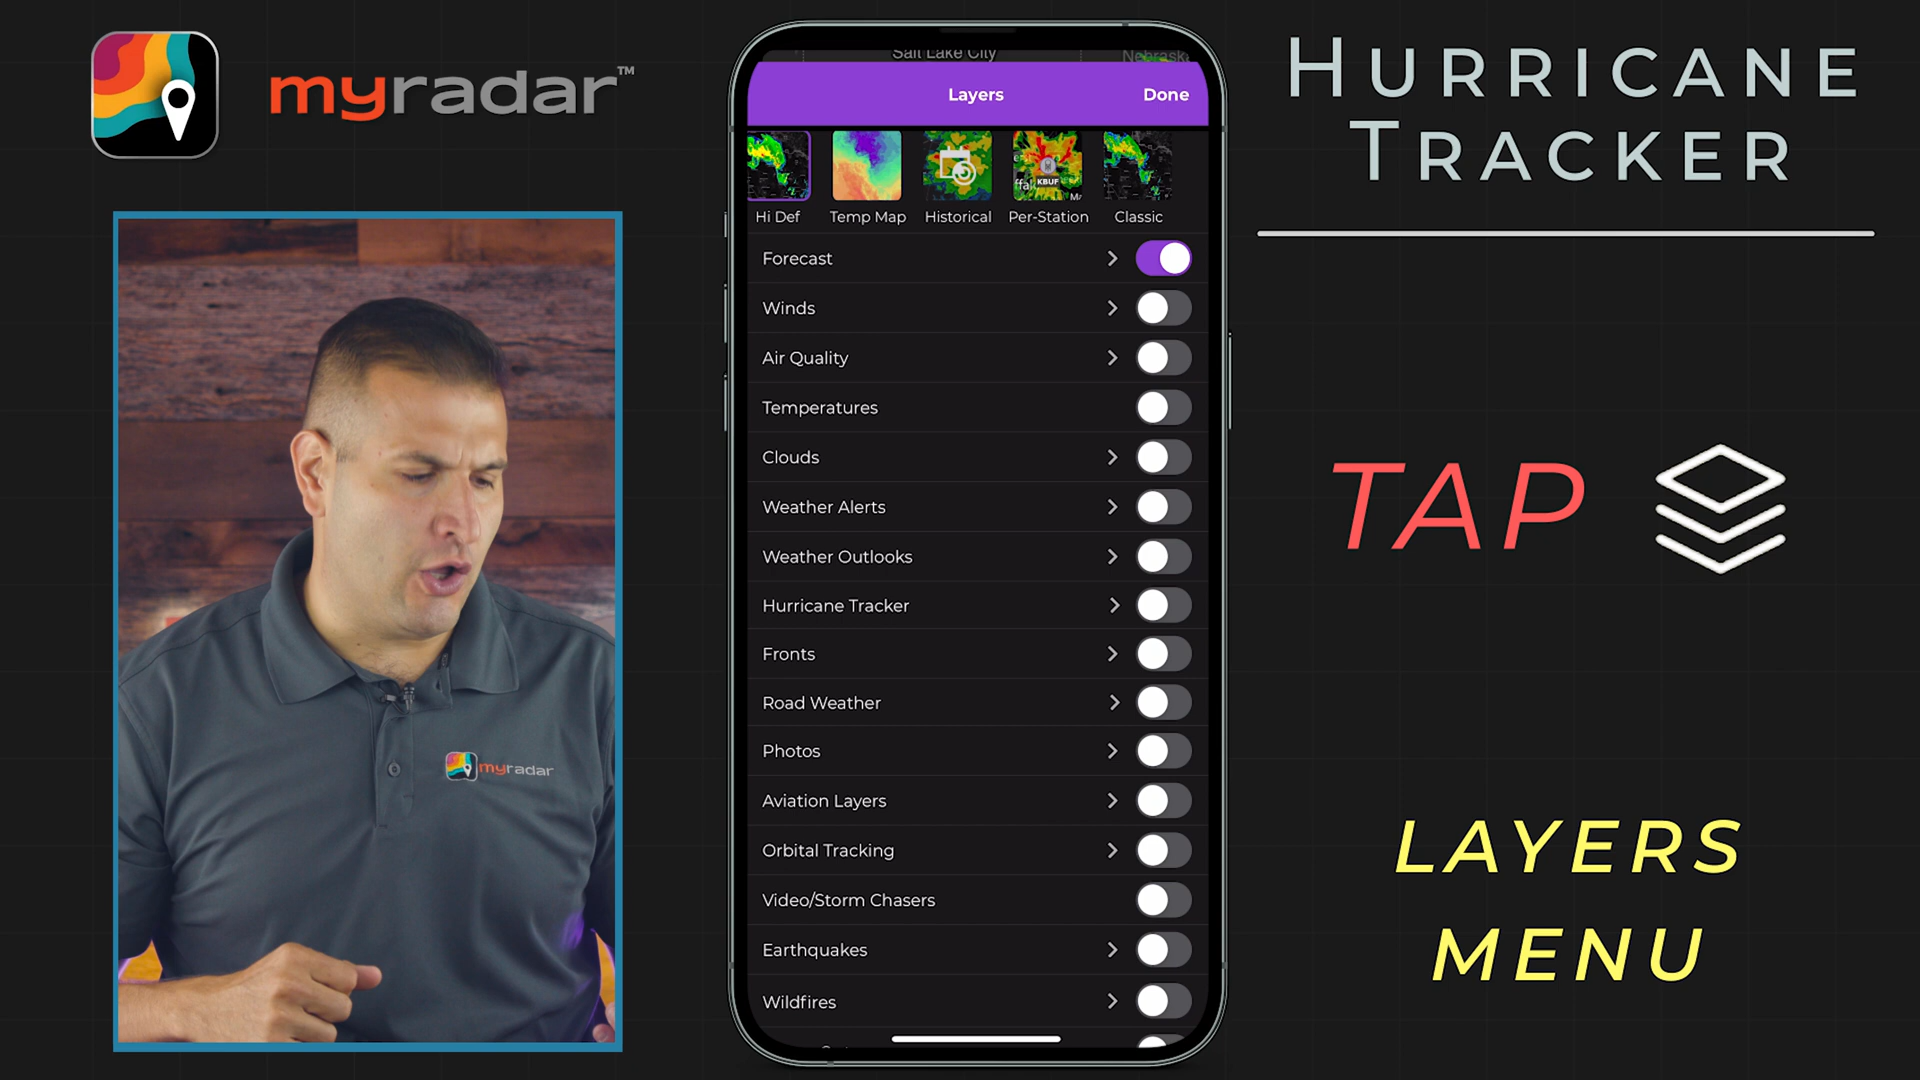 myradar™
HURRICANE
TRACKER
Salt Lake City
Nebraska
Layers
Done
KBUF
Hi Def
Temp Map
Historical
Per-Station
Classic
Forecast
Winds
Air Quality
Temperatures
Clouds
Weather Alerts
Weather Outlooks
Hurricane Tracker
Fronts
Road Weather
Photos
Aviation Layers
Orbital Tracking
Video/Storm Chasers
Earthquakes
Wildfires
TAP
LAYERS
MENU
myradar